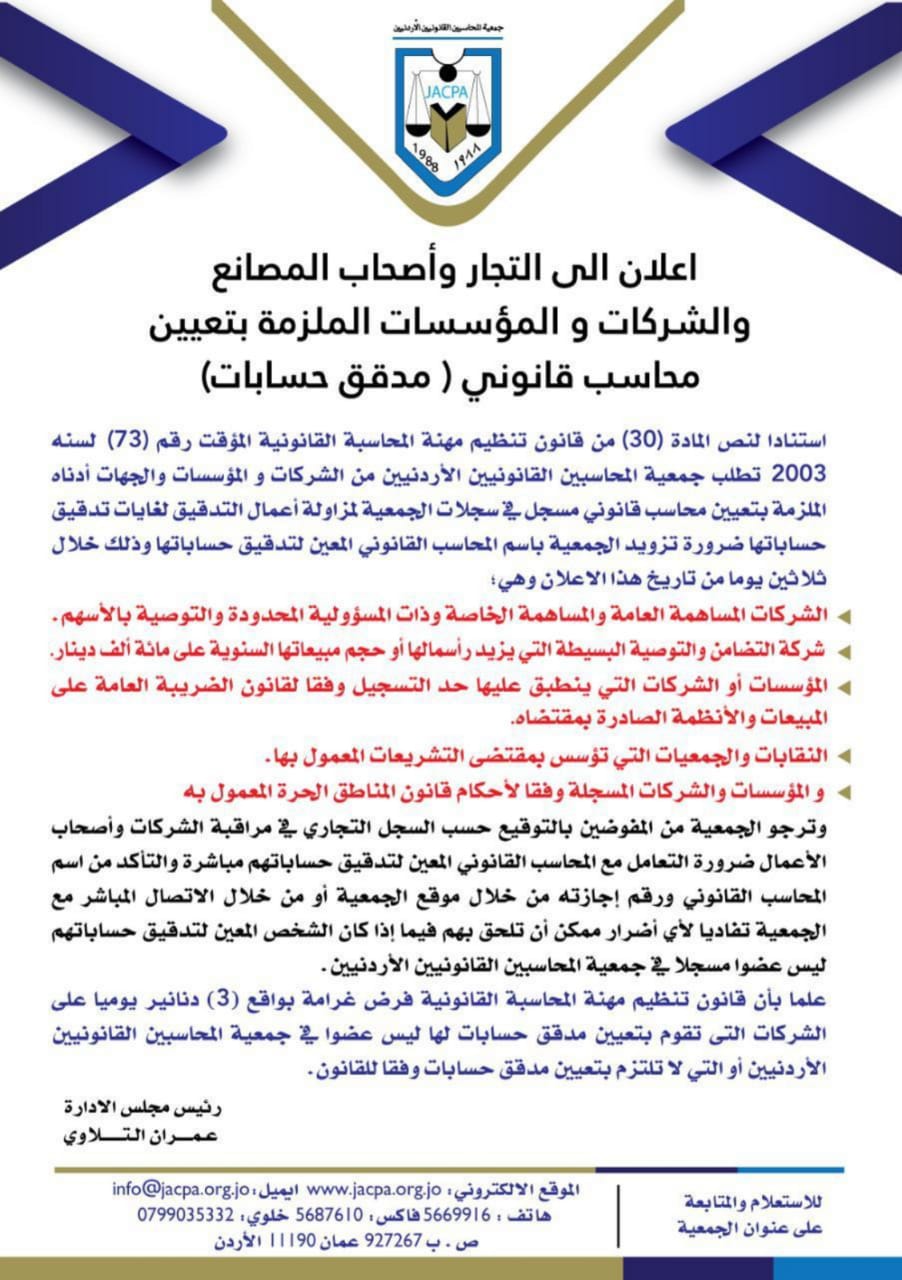 جمعية المحاسبين القانونيين الأردنيين
JACPA
1988 ١٩٨٨
اعلان الى التجار وأصحاب المصانع
والشركات و المؤسسات الملزمة بتعيين
محاسب قانوني ( مدقق حسابات)
استنادا لنص المادة (30) من قانون تنظيم مهنة المحاسبة القانونية المؤقت رقم (73) لسنه
2003 تطلب جمعية المحاسبين القانونيين الأردنيين من الشركات و المؤسسات والجهات أدناه
الملزمة بتعيين محاسب قانوني مسجل في سجلات الجمعية لمزاولة أعمال التدقيق لغايات تدقيق
حساباتها ضرورة تزويد الجمعية باسم المحاسب القانوني المعين لتدقيق حساباتها وذلك خلال
ثلاثين يوما من تاريخ هذا الاعلان وهي؛
الشركات المساهمة العامة والمساهمة الخاصة وذات المسؤولية المحدودة والتوصية بالأسهم .
شركة التضامن والتوصية البسيطة التي يزيد رأسمالها أو حجم مبيعاتها السنوية على مائة ألف دينار.
المؤسسات أو الشركات التي ينطبق عليها حد التسجيل وفقا لقانون الضريبة العامة على
المبيعات والأنظمة الصادرة بمقتضاه.
النقابات والجمعيات التي تؤسس بمقتضى التشريعات المعمول بها .
و المؤسسات والشركات المسجلة وفقا لأحكام قانون المناطق الحرة المعمول به
وترجو الجمعية من المفوضين بالتوقيع حسب السجل التجاري في مراقبة الشركات وأصحاب
الأعمال ضرورة التعامل مع المحاسب القانوني المعين لتدقيق حساباتهم مباشرة والتأكد من اسم
المحاسب القانوني ورقم إجازته من خلال موقع الجمعية أو من خلال الاتصال المباشر مع
الجمعية تفاديا لأي أضرار ممكن أن تلحق بهم فيما إذا كان الشخص المعين لتدقيق حساباتهم
ليس عضوا مسجلا في جمعية المحاسبين القانونيين الأردنيين .
علما بأن قانون تنظيم مهنة المحاسبة القانونية فرض غرامة بواقع (3) دنانير يوميا على
الشركات التى تقوم بتعيين مدقق حسابات لها ليس عضوا في جمعية المحاسبين القانونيين
الأردنيين أو التي لا تلتزم بتعيين مدقق حسابات وفقا للقانون .
رئيس مجلس الادارة
عمـــران التـــلاوي
للاستعلام والمتابعة
على عنوان الجمعية
الموقع الالكتروني : www.jacpa.org.jo ايميل : info@jacpa.org.jo
هاتف : 5669916 فاكس : 5687610 خلوي : 0799035332
ص . ب 927267 عمان 11190 الأردن